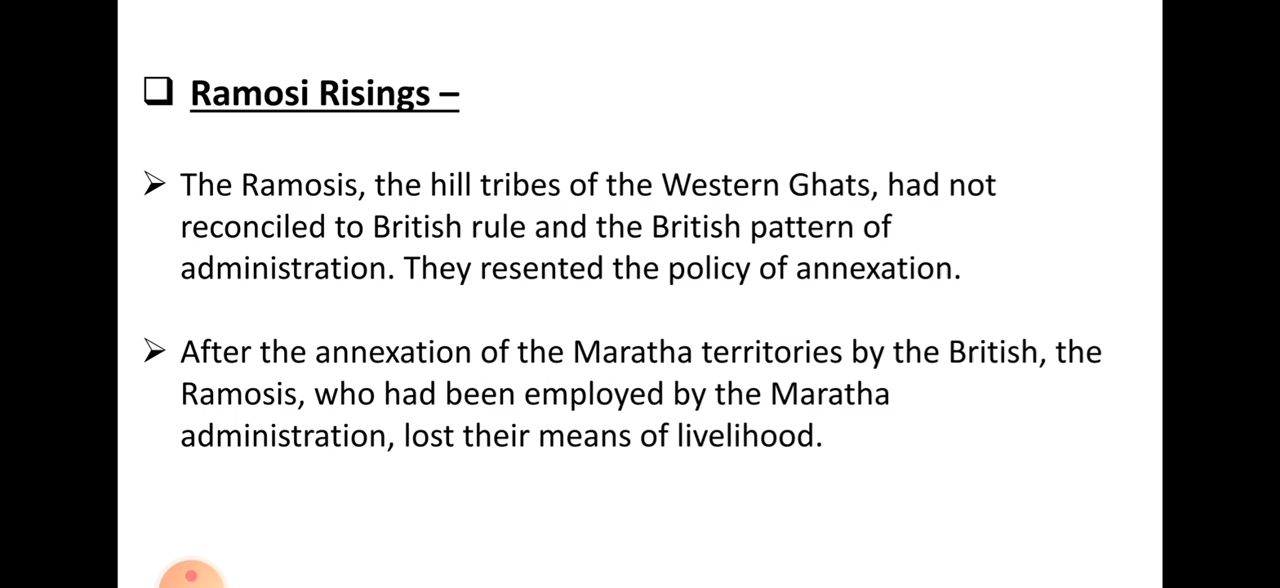 ❑ Ramosi Risings –
➢ The Ramosis, the hill tribes of the Western Ghats, had not
reconciled to British rule and the British pattern of
administration. They resented the policy of annexation.
➢ After the annexation of the Maratha territories by the British, the
Ramosis, who had been employed by the Maratha
administration, lost their means of livelihood.